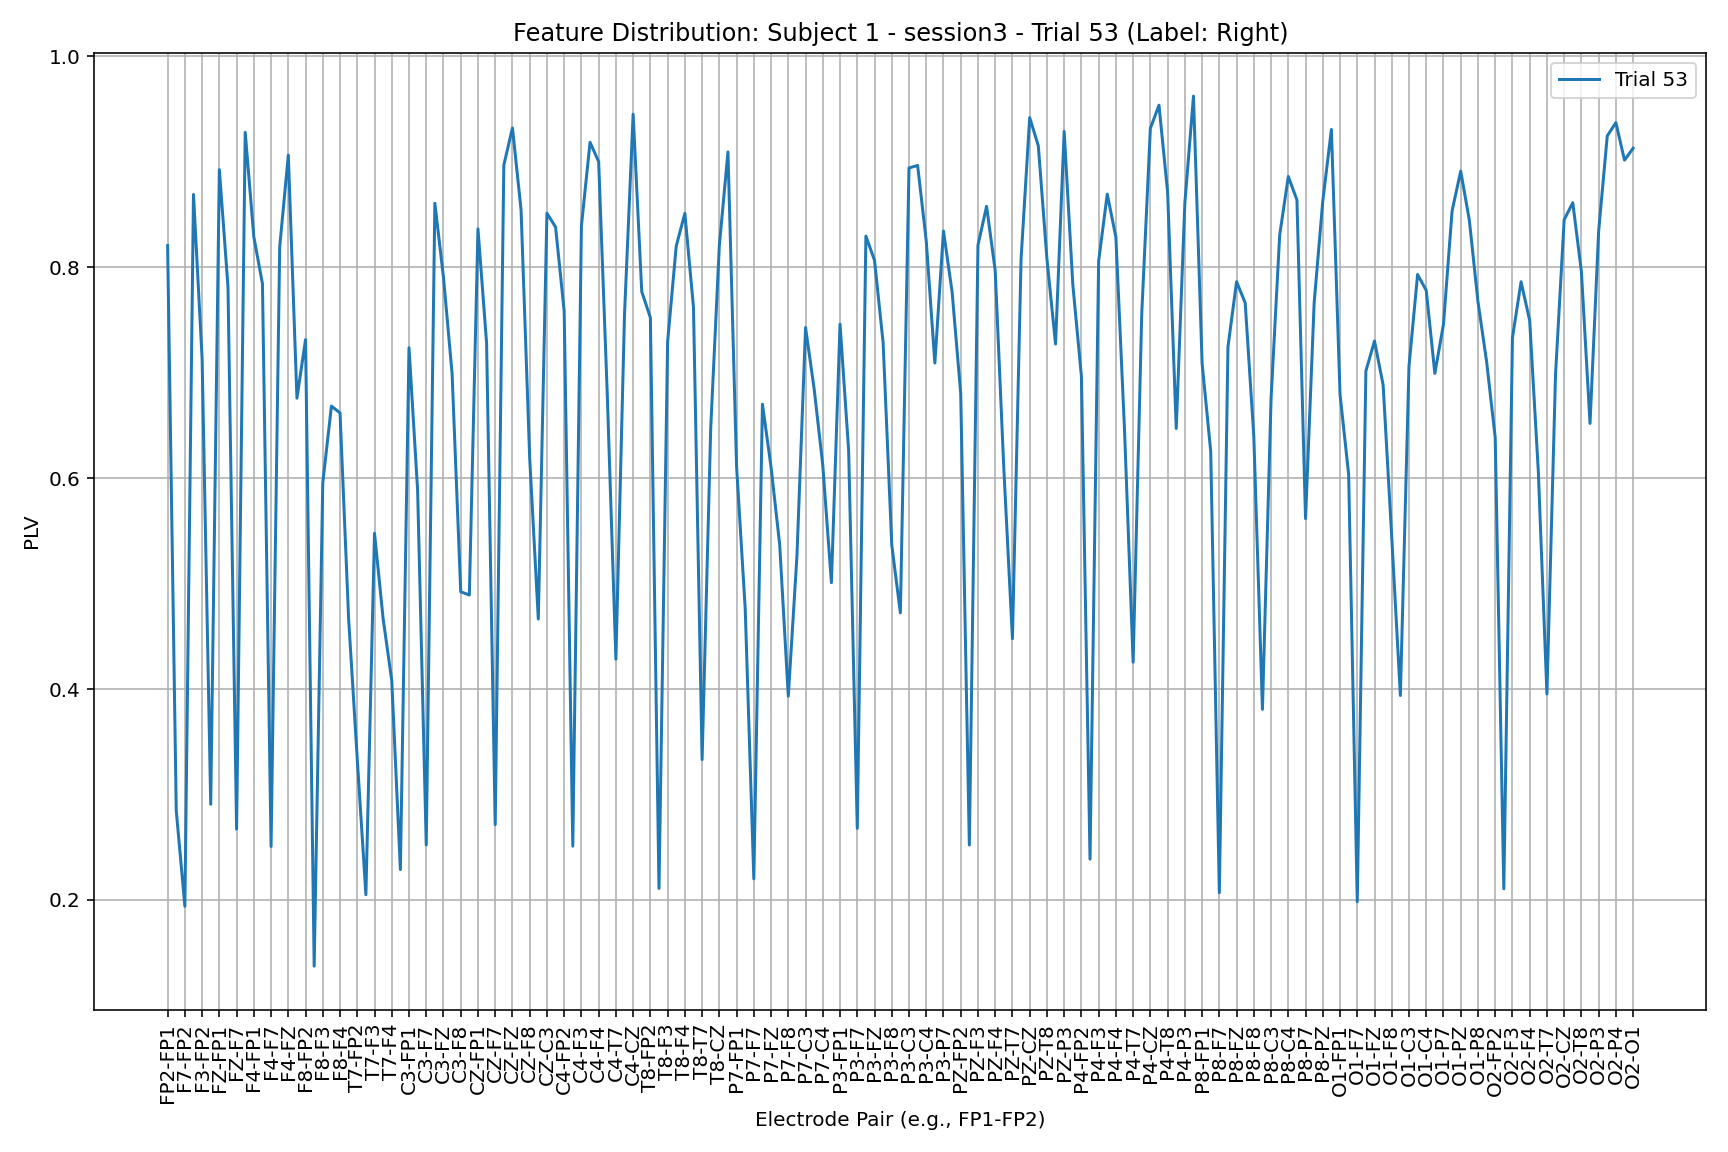 Feature Distribution: Subject 1 - session3 - Trial 53 (Label: Right)
Trial 53
1.0
0.8
0.6
0.4
0.2
PLV
FP2-FP1
F7-FP2
F3-FP2
FZ-FP1
FZ-F7
F4-FP1
F4-F7
F4-FZ
F8-FP2
F8-F3
F8-F4
T7-FP2
T7-F3
T7-F4
C3-FP1
C3-F7
C3-FZ
C3-F8
CZ-FP1
CZ-F7
CZ-FZ
CZ-F8
CZ-C3
C4-FP2
C4-F3
C4-F4
C4-T7
C4-CZ
T8-FP2
T8-F3
T8-F4
T8-T7
T8-CZ
P7-FP1
P7-F7
P7-FZ
P7-F8
P7-C3
P7-C4
P3-FP1
P3-F7
P3-FZ
P3-F8
P3-C3
P3-C4
P3-P7
PZ-FP2
PZ-F3
PZ-F4
PZ-T7
PZ-CZ
PZ-T8
PZ-P3
P4-FP2
P4-F3
P4-F4
P4-T7
P4-CZ
P4-T8
P4-P3
P8-FP1
P8-F7
P8-FZ
P8-F8
P8-C3
P8-C4
P8-P7
P8-PZ
O1-FP1
O1-F7
O1-FZ
O1-F8
O1-C3
O1-C4
O1-P7
O1-PZ
O1-P8
O2-FP2
O2-F3
O2-F4
O2-T7
O2-CZ
O2-T8
O2-P3
O2-P4
O2-O1
Electrode Pair (e.g., FP1-FP2)